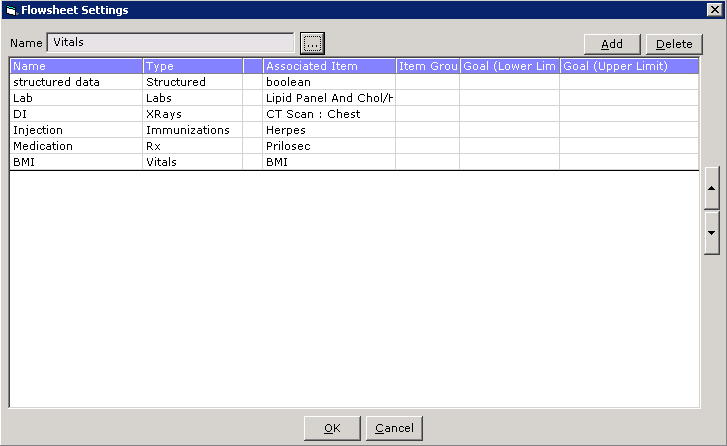 Flowsheet Settings
Name Vitals ... Add Delete
Name Type Associated Item Item Grou Goal (Lower Lim Goal (Upper Limit)
structured data Structured boolean
Lab Labs Lipid Panel And Chol/H
DI XRays CT Scan : Chest
Injection Immunizations Herpes
Medication Rx Prilosec
BMI Vitals BMI
OK Cancel